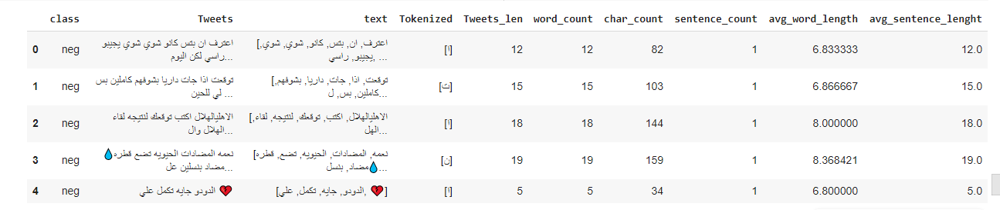 class Tweets text Tokenized Tweets_len word_count char_count sentence_count avg_word_length avg_sentence_lenght
0 neg اعترف ان بتس كانو شوي شوي يجيبو [اعترف, ان, بتس, كانو, شوي, شوي, [ا] 12 12 82 1 6.833333 12.0
راسي لكن اليوم... يجيبو, راسي, ...
1 neg توقعت اذا جات داريا بشوفهم كاملين بس [توقعت, اذا, جات, داريا, بشوفهم, [ت] 15 15 103 1 6.866667 15.0
لي للحين ... كاملين, بس, ل...
2 neg الاهليالهلال اكتب توقعك لنتيجه لقاء [الاهليالهلال, اكتب, توقعك, لنتيجه, لقاء, [ا] 18 18 144 1 8.000000 18.0
الهلال وال... الهل...
3 neg نعمه المضادات الحيويه تضع قطره💧 [نعمه, المضادات, الحيويه, تضع, قطره [ن] 19 19 159 1 8.368421 19.0
مضاد بنسلين عل... 💧مضاد, بنسل...
4 neg الدودو جايه تكمل علي 💔 [💔 ,الدودو, جايه, تكمل, علي] [ا] 5 5 34 1 6.800000 5.0